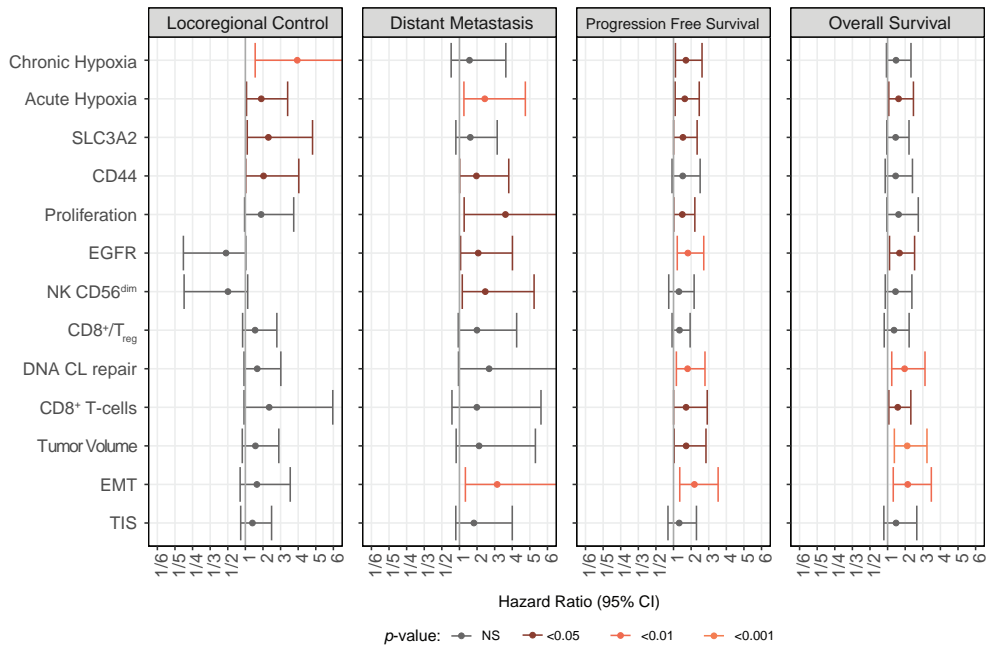 Locoregional Control Distant Metastasis Progression Free Survival Overall Survival
Chronic Hypoxia
Acute Hypoxia
SLC3A2
CD44
Proliferation
EGFR
NK CD56ᵈⁱᵐ
CD8⁺/Treg
DNA CL repair
CD8⁺ T-cells
Tumor Volume
EMT
TIS
1/6 1/5 1/4 1/3 1/2 1 2 3 4 5 6 1/6 1/5 1/4 1/3 1/2 1 2 3 4 5 6 1/6 1/5 1/4 1/3 1/2 1 2 3 4 5 6 1/6 1/5 1/4 1/3 1/2 1 2 3 4 5 6
Hazard Ratio (95% CI)
p-value: NS <0.05 <0.01 <0.001